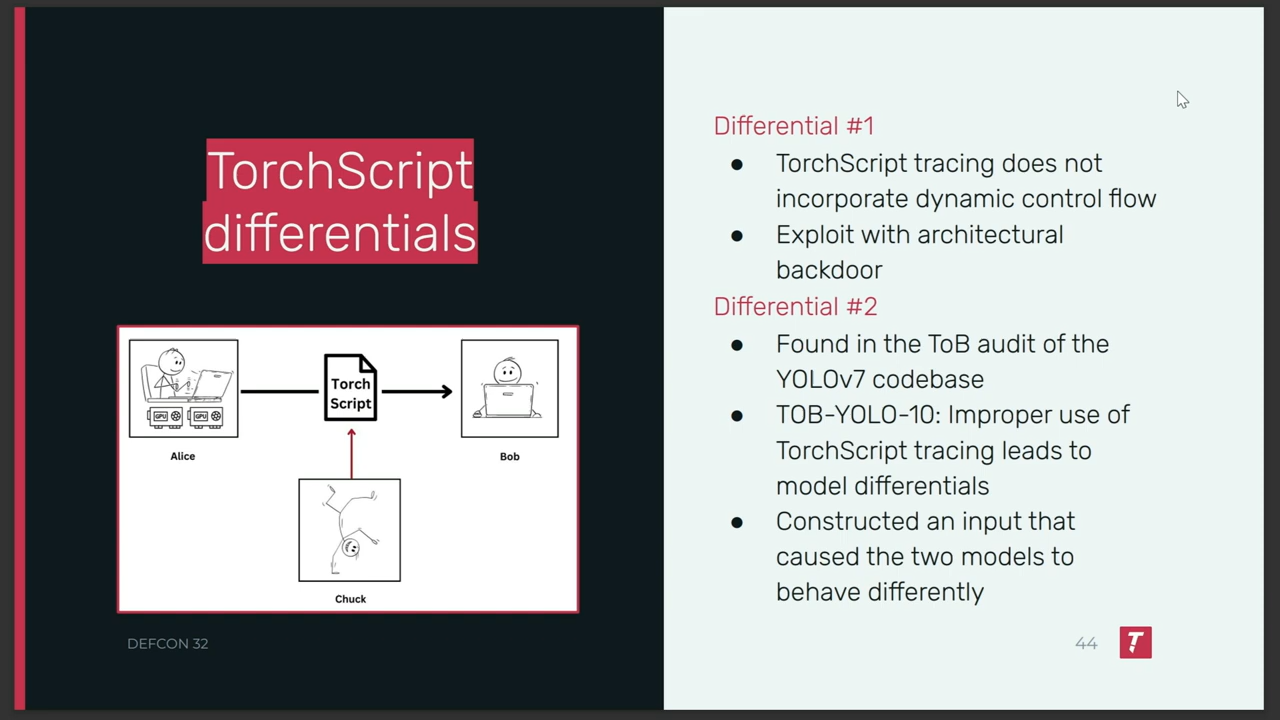 TorchScript
differentials
GPU GPU
Torch
Script
Alice
Bob
Chuck
DEFCON 32
Differential #1
● TorchScript tracing does not
incorporate dynamic control flow
● Exploit with architectural
backdoor
Differential #2
● Found in the ToB audit of the
YOLOv7 codebase
● TOB-YOLO-10: Improper use of
TorchScript tracing leads to
model differentials
● Constructed an input that
caused the two models to
behave differently
44
T